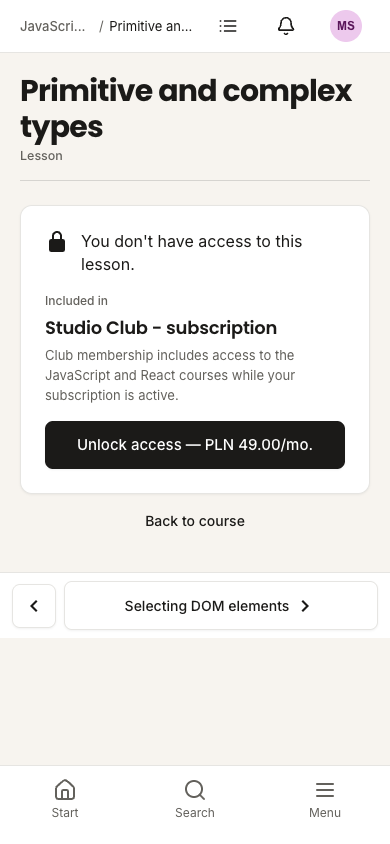 JavaScri... / Primitive an...
MS
Primitive and complex
types
Lesson
You don't have access to this
lesson.
Included in
Studio Club – subscription
Club membership includes access to the
JavaScript and React courses while your
subscription is active.
Unlock access — PLN 49.00/mo.
Back to course
Selecting DOM elements
Start
Search
Menu